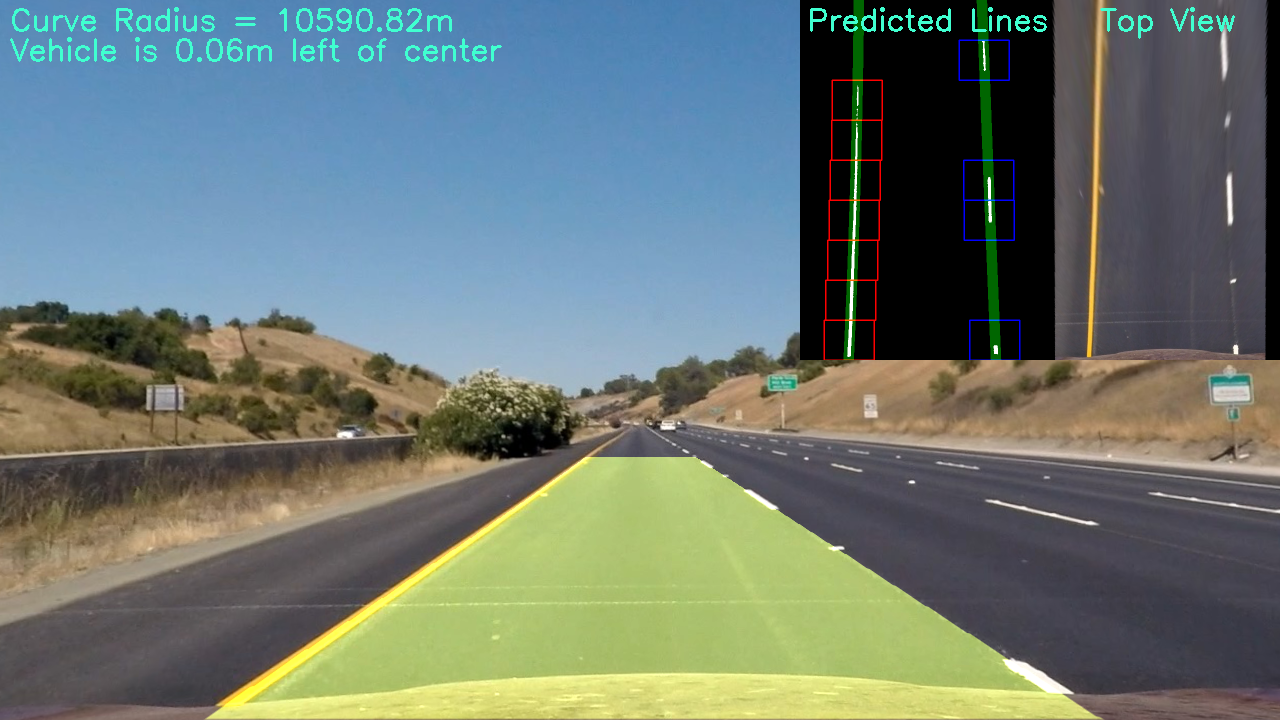 Curve Radius = 10590.82m
Vehicle is 0.06m left of center
Predicted Lines
Top View